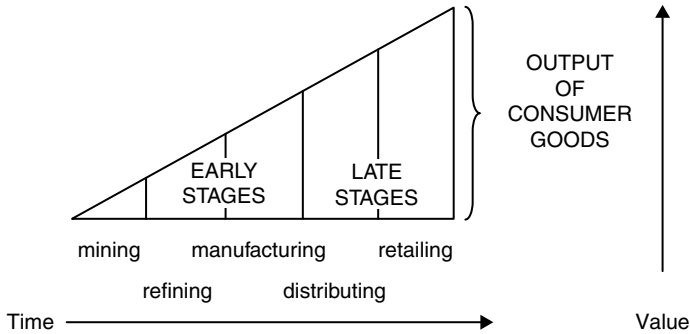 OUTPUT
OF
CONSUMER
GOODS
EARLY
STAGES
LATE
STAGES
mining
manufacturing
retailing
refining
distributing
Time
Value